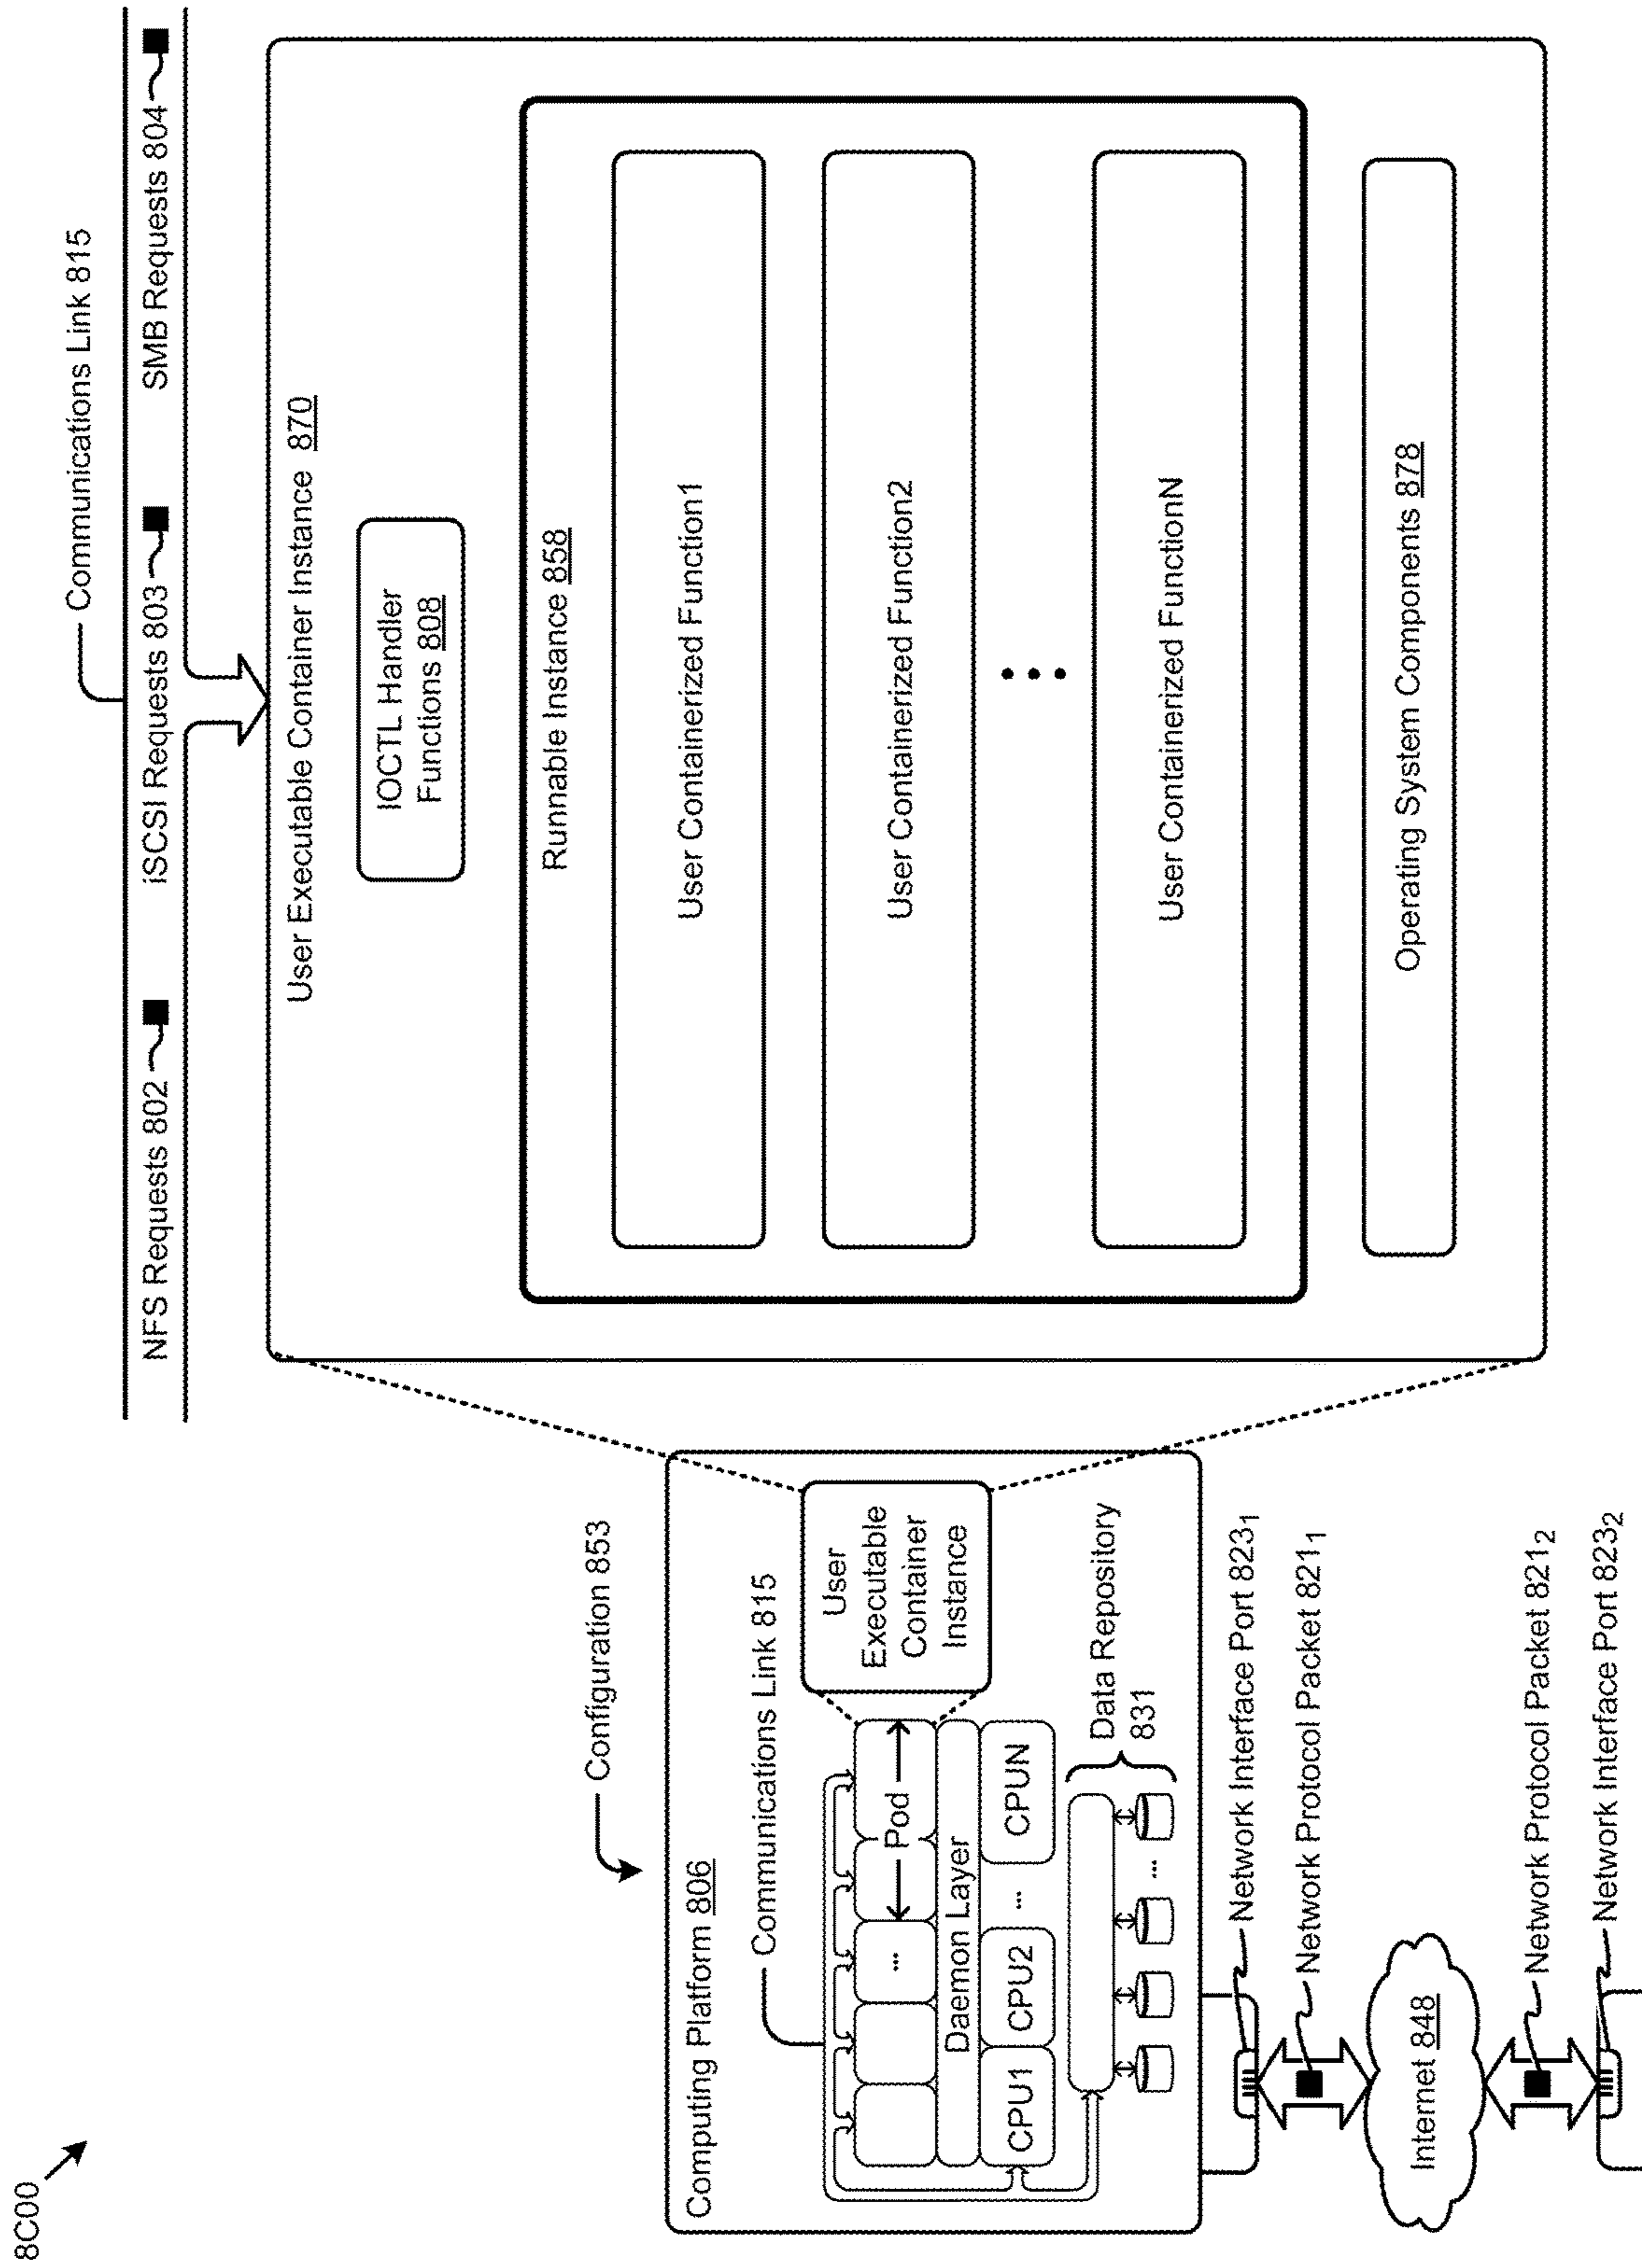 8C00
Communications Link 815
NFS Requests 802
iSCSI Requests 803
SMB Requests 804
User Executable Container Instance 870
IOCTL Handler
Functions 808
Runnable Instance 858
User Containerized Function1
User Containerized Function2
User Containerized FunctionN
Operating System Components 878
Configuration 853
Computing Platform 806
Communications Link 815
User
Executable
Container
Instance
...
Pod
Daemon Layer
CPU1
CPU2
...
CPUN
Data Repository
831
...
Network Interface Port 823₁
Network Protocol Packet 821₁
Internet 848
Network Protocol Packet 821₂
Network Interface Port 823₂